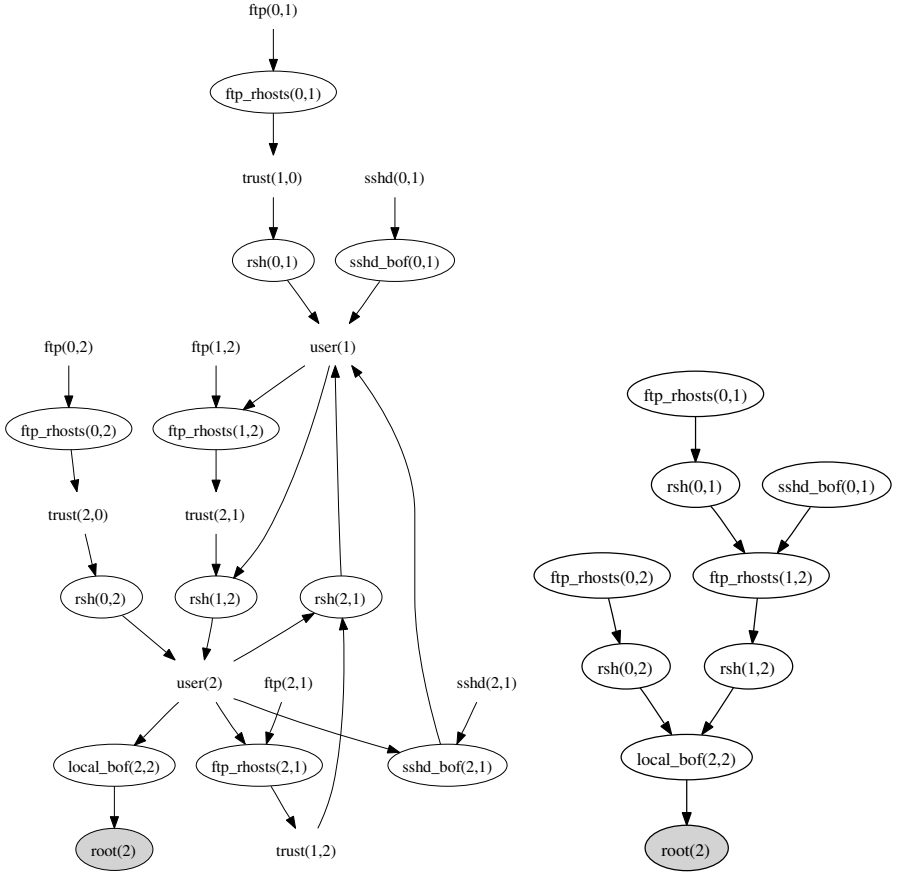 ftp(0,1)
ftp_rhosts(0,1)
trust(1,0)
sshd(0,1)
rsh(0,1)
sshd_bof(0,1)
ftp(0,2)
ftp(1,2)
user(1)
ftp_rhosts(0,2)
ftp_rhosts(1,2)
trust(2,0)
trust(2,1)
rsh(0,2)
rsh(1,2)
rsh(2,1)
user(2)
ftp(2,1)
sshd(2,1)
local_bof(2,2)
ftp_rhosts(2,1)
sshd_bof(2,1)
root(2)
trust(1,2)
ftp_rhosts(0,1)
rsh(0,1)
sshd_bof(0,1)
ftp_rhosts(0,2)
ftp_rhosts(1,2)
rsh(0,2)
rsh(1,2)
local_bof(2,2)
root(2)